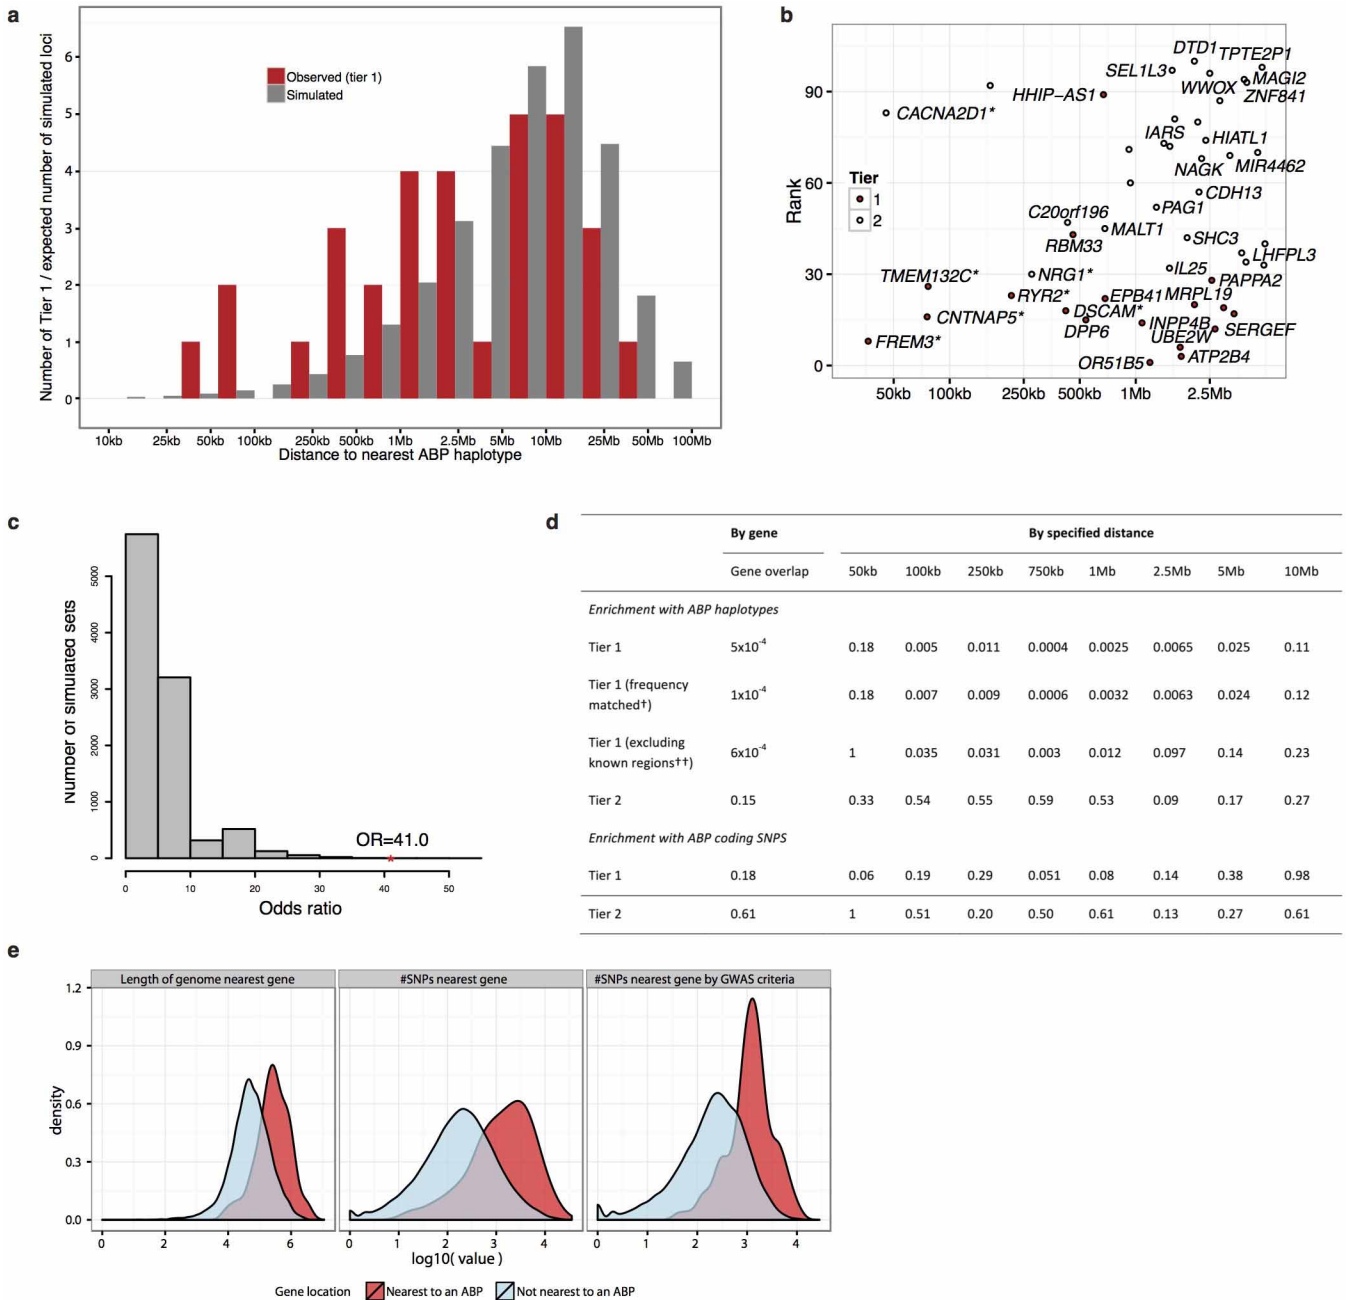 a
Number of Tier 1 / expected number of simulated loci
6
5
4
3
2
1
0
Observed (tier 1)
Simulated
10kb 25kb 50kb 100kb 250kb 500kb 1Mb 2.5Mb 5Mb 10Mb 25Mb 50Mb 100Mb
Distance to nearest ABP haplotype
b
Rank
90
60
30
0
Tier
1
2
DTD1 TPTE2P1
SEL1L3
MAGI2
WWOX
ZNF841
HHIP−AS1
CACNA2D1*
IARS
HIATL1
NAGK
MIR4462
CDH13
PAG1
C20orf196
MALT1
RBM33
SHC3
LHFPL3
TMEM132C*
NRG1*
IL25
PAPPA2
RYR2*
EPB41
MRPL19
CNTNAP5*
DSCAM*
DPP6
INPP4B
SERGEF
UBE2W
FREM3*
OR51B5
ATP2B4
50kb 100kb 250kb 500kb 1Mb 2.5Mb
c
Number of simulated sets
5000
4000
3000
2000
1000
0
OR=41.0
0 10 20 30 40 50
Odds ratio
d
By gene By specified distance
Gene overlap 50kb 100kb 250kb 750kb 1Mb 2.5Mb 5Mb 10Mb
Enrichment with ABP haplotypes
Tier 1 5x10-4 0.18 0.005 0.011 0.0004 0.0025 0.0065 0.025 0.11
Tier 1 (frequency
matched†) 1x10-4 0.18 0.007 0.009 0.0006 0.0032 0.0063 0.024 0.12
Tier 1 (excluding
known regions††) 6x10-4 1 0.035 0.031 0.003 0.012 0.097 0.14 0.23
Tier 2 0.15 0.33 0.54 0.55 0.59 0.53 0.09 0.17 0.27
Enrichment with ABP coding SNPS
Tier 1 0.18 0.06 0.19 0.29 0.051 0.08 0.14 0.38 0.98
Tier 2 0.61 1 0.51 0.20 0.50 0.61 0.13 0.27 0.61
e
Length of genome nearest gene #SNPs nearest gene #SNPs nearest gene by GWAS criteria
density
1.2
0.9
0.6
0.3
0.0
0 2 4 6 0 1 2 3 4 0 1 2 3 4
log10( value )
Gene location Nearest to an ABP Not nearest to an ABP